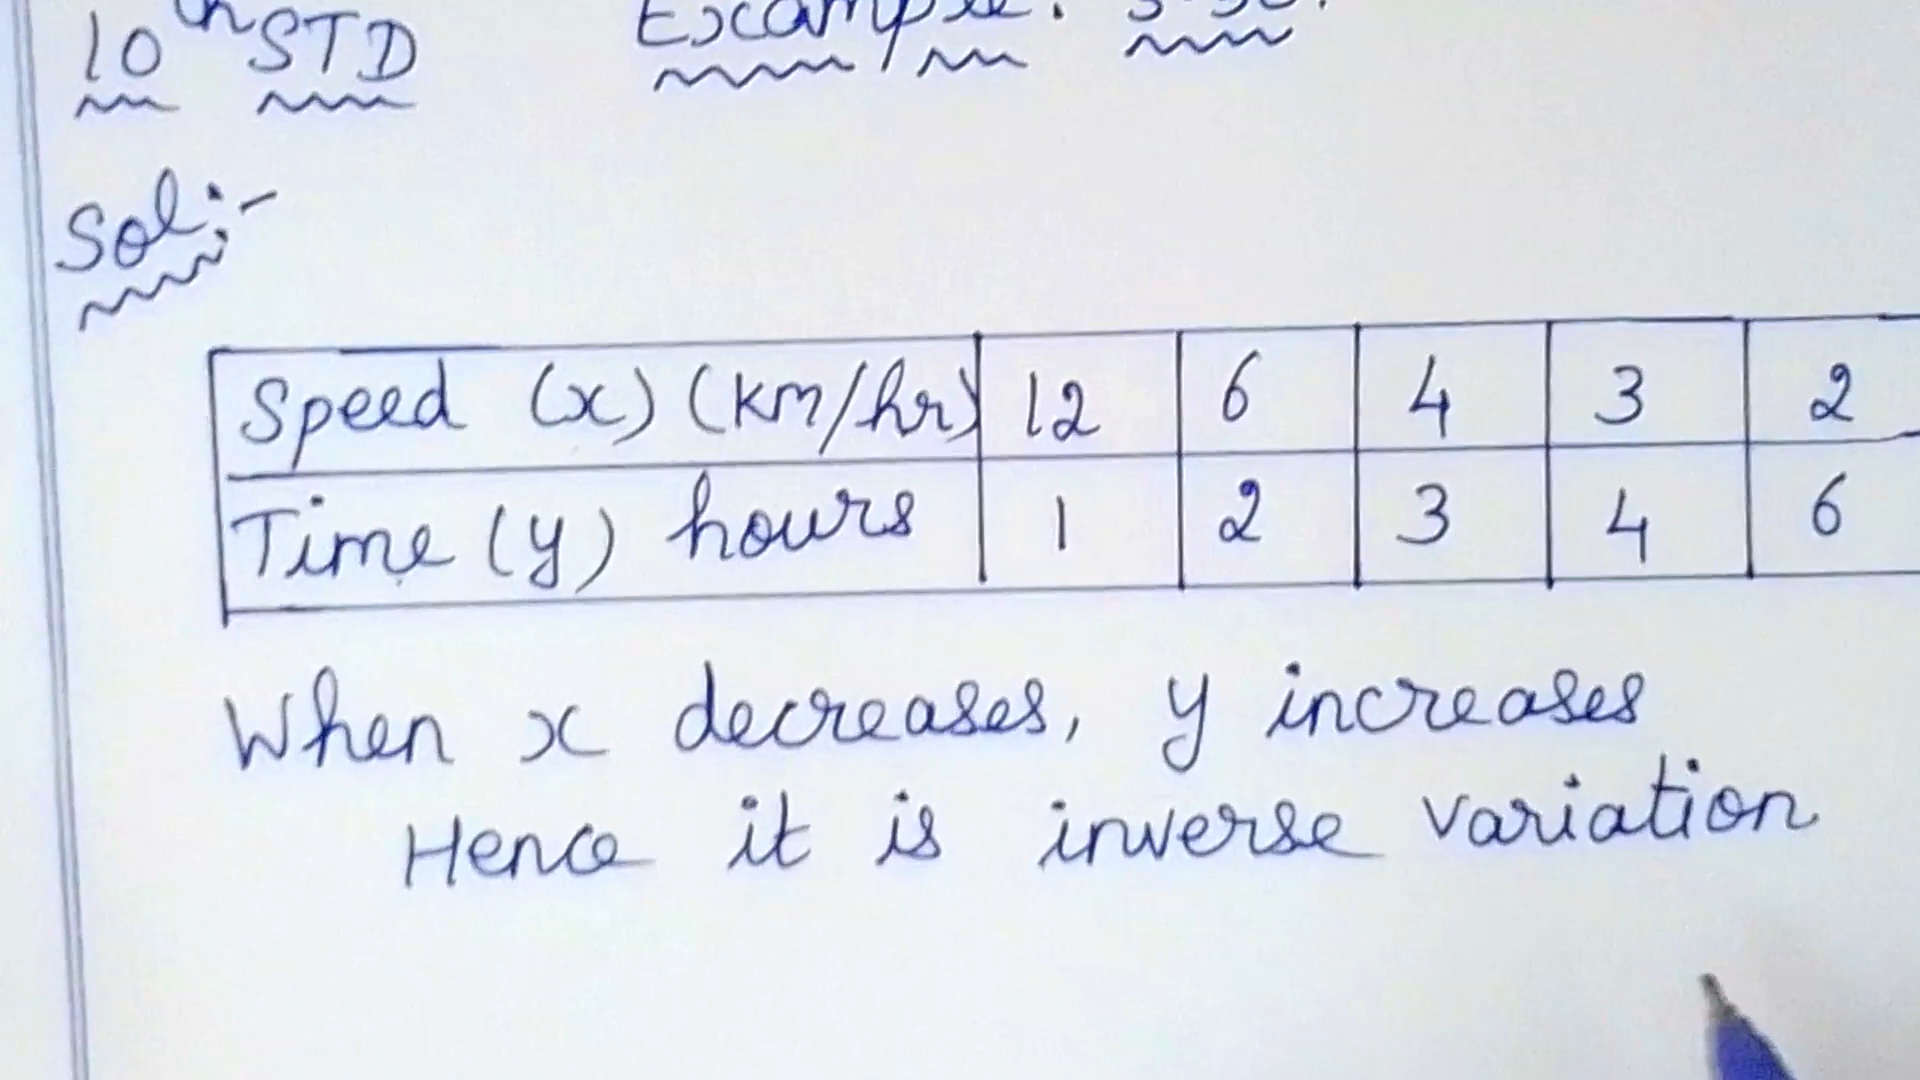 10th STD Example:
Sol:-
Speed (x) (km/hr) 12 6 4 3 2
Time (y) hours 1 2 3 4 6
When x decreases, y increases
Hence it is inverse variation